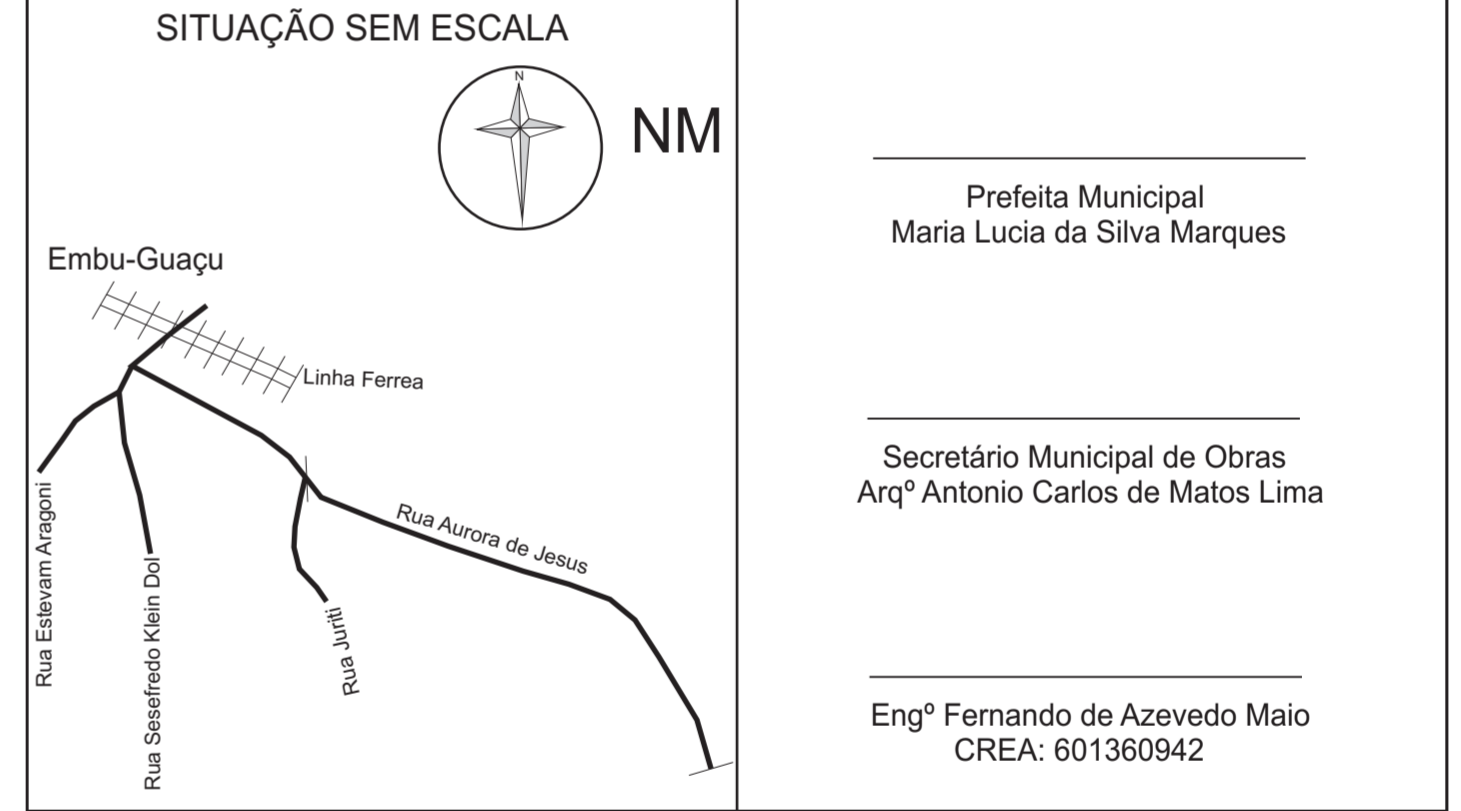 SITUAÇÃO SEM ESCALA
N
NM
Embu-Guaçu
Linha Ferrea
Rua Estevam Aragoni
Rua Sesefredo Klein Dol
Rua Juriti
Rua Aurora de Jesus
Prefeita Municipal
Maria Lucia da Silva Marques
Secretário Municipal de Obras
Arqº Antonio Carlos de Matos Lima
Engº Fernando de Azevedo Maio
CREA: 601360942